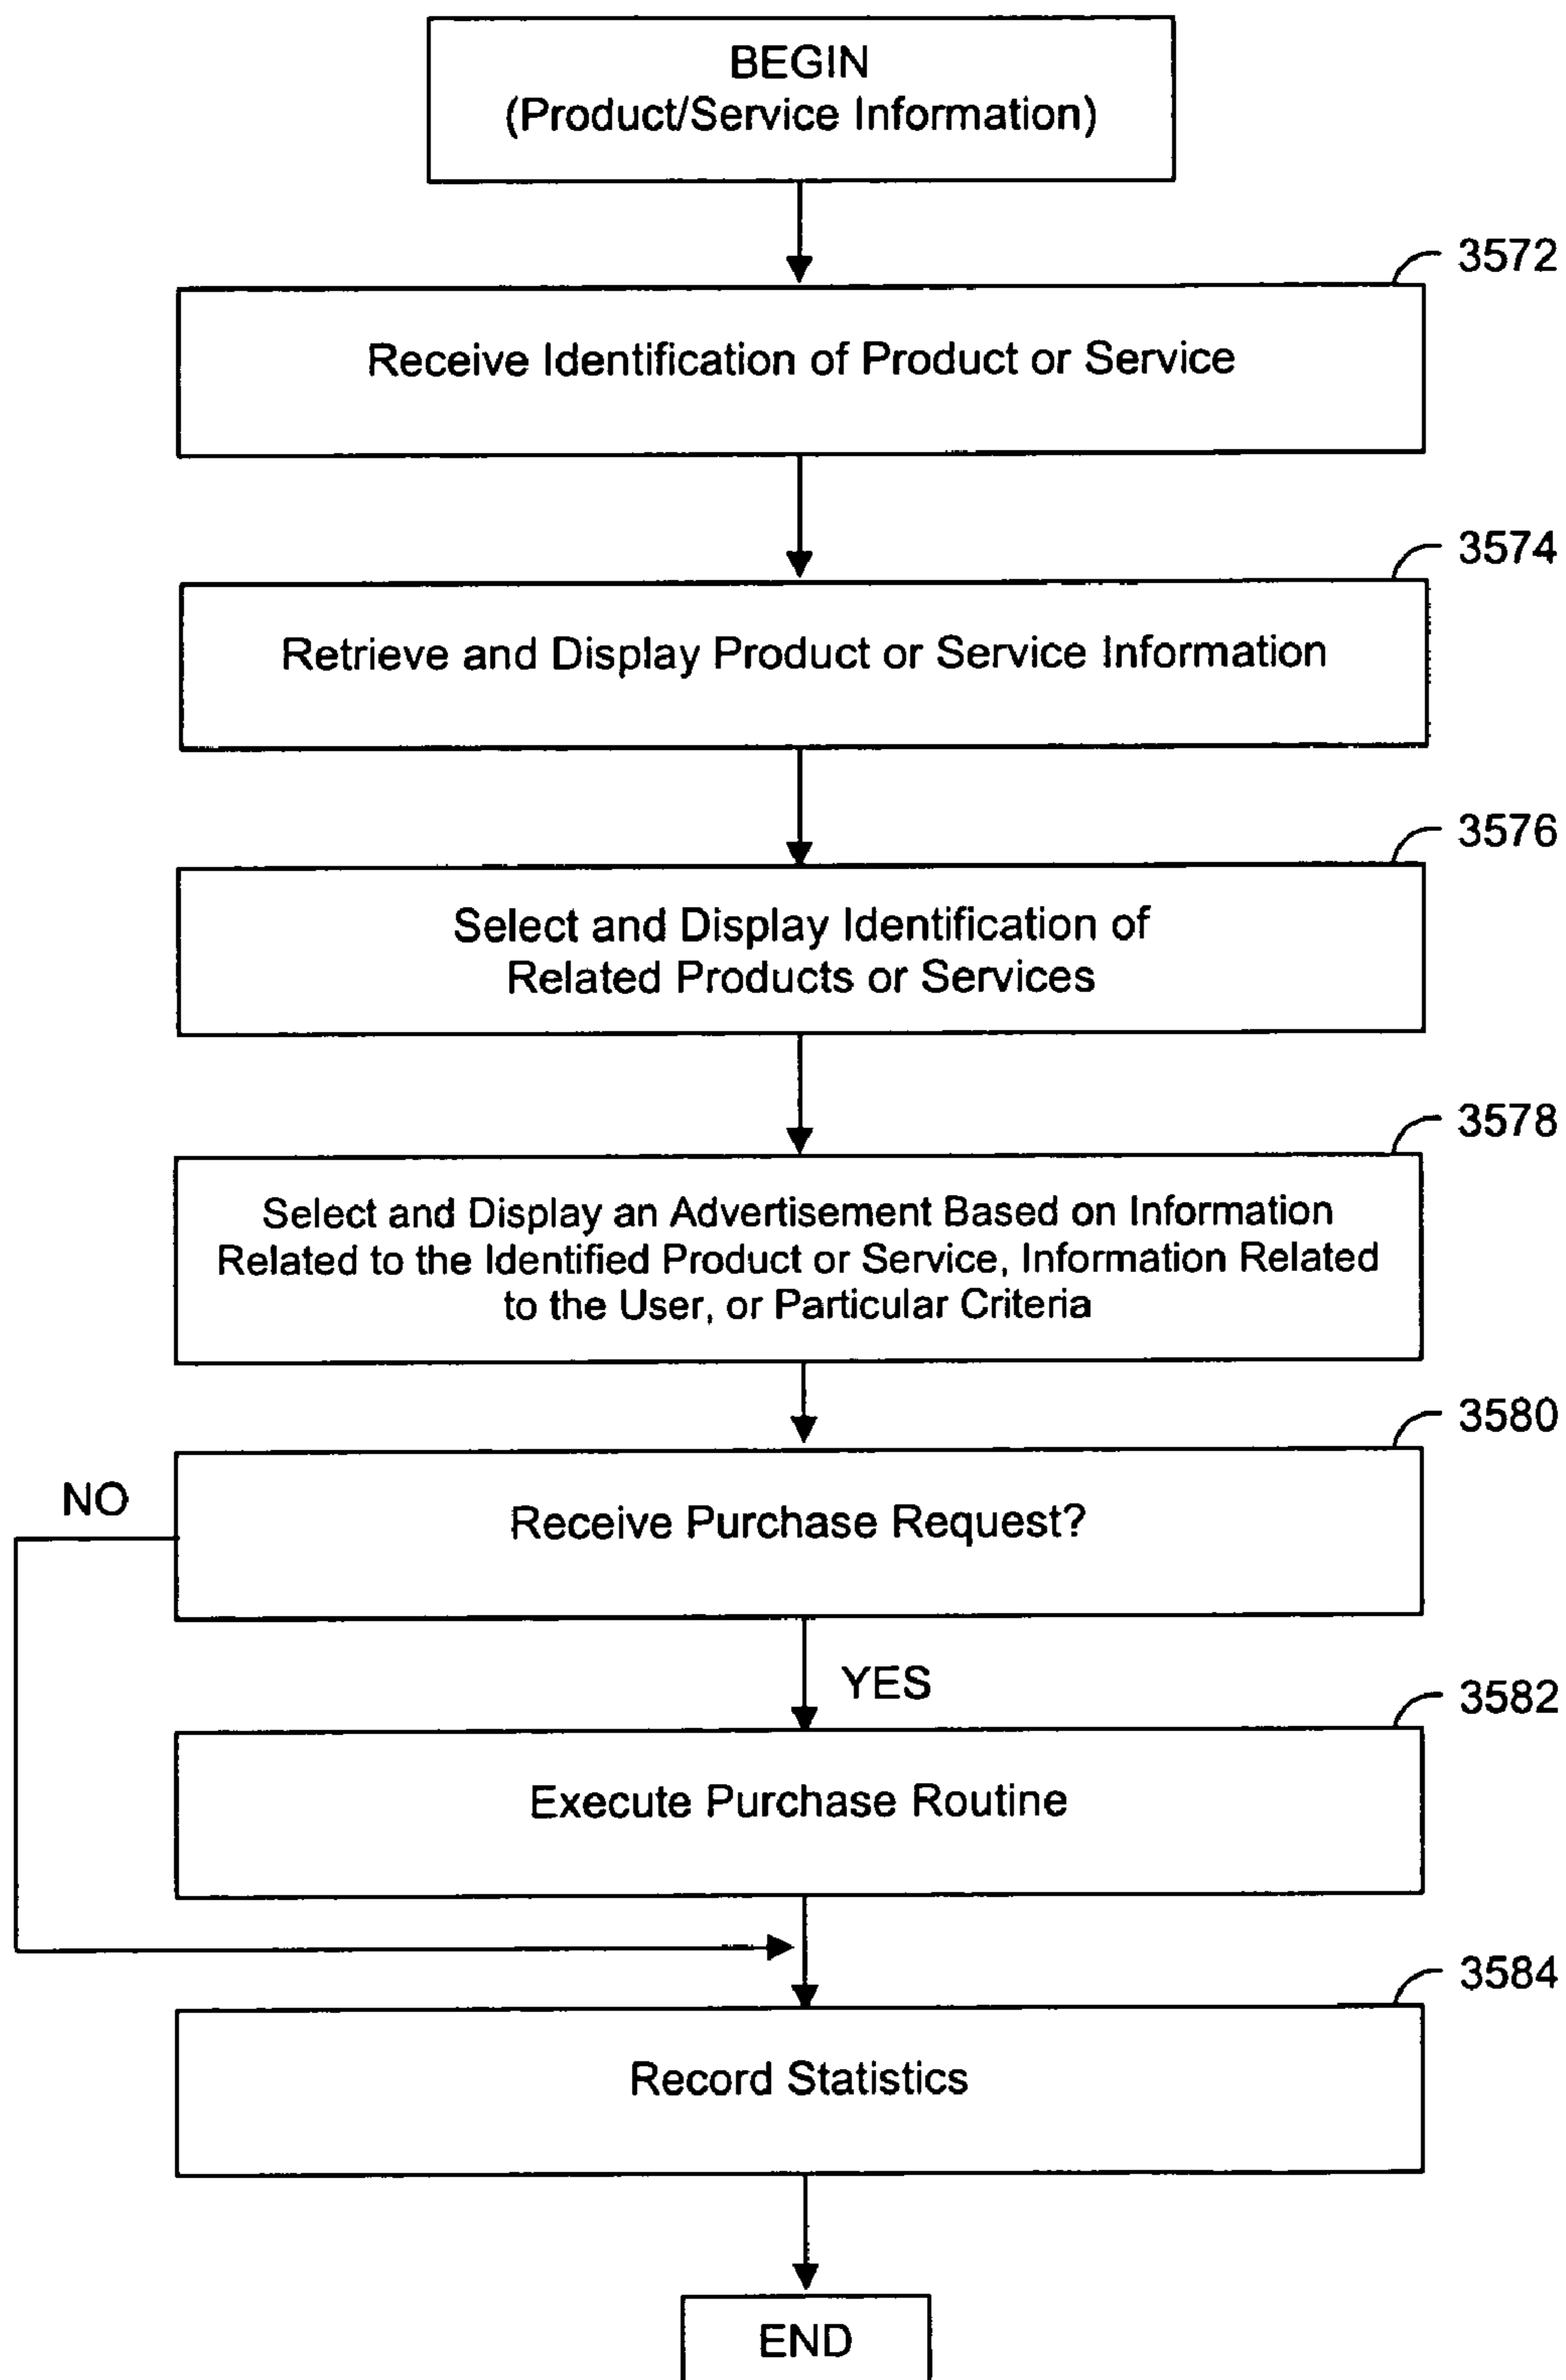 BEGIN
(Product/Service Information)
3572
Receive Identification of Product or Service
3574
Retrieve and Display Product or Service Information
3576
Select and Display Identification of
Related Products or Services
3578
Select and Display an Advertisement Based on Information
Related to the Identified Product or Service, Information Related
to the User, or Particular Criteria
3580
NO
Receive Purchase Request?
YES
3582
Execute Purchase Routine
3584
Record Statistics
END